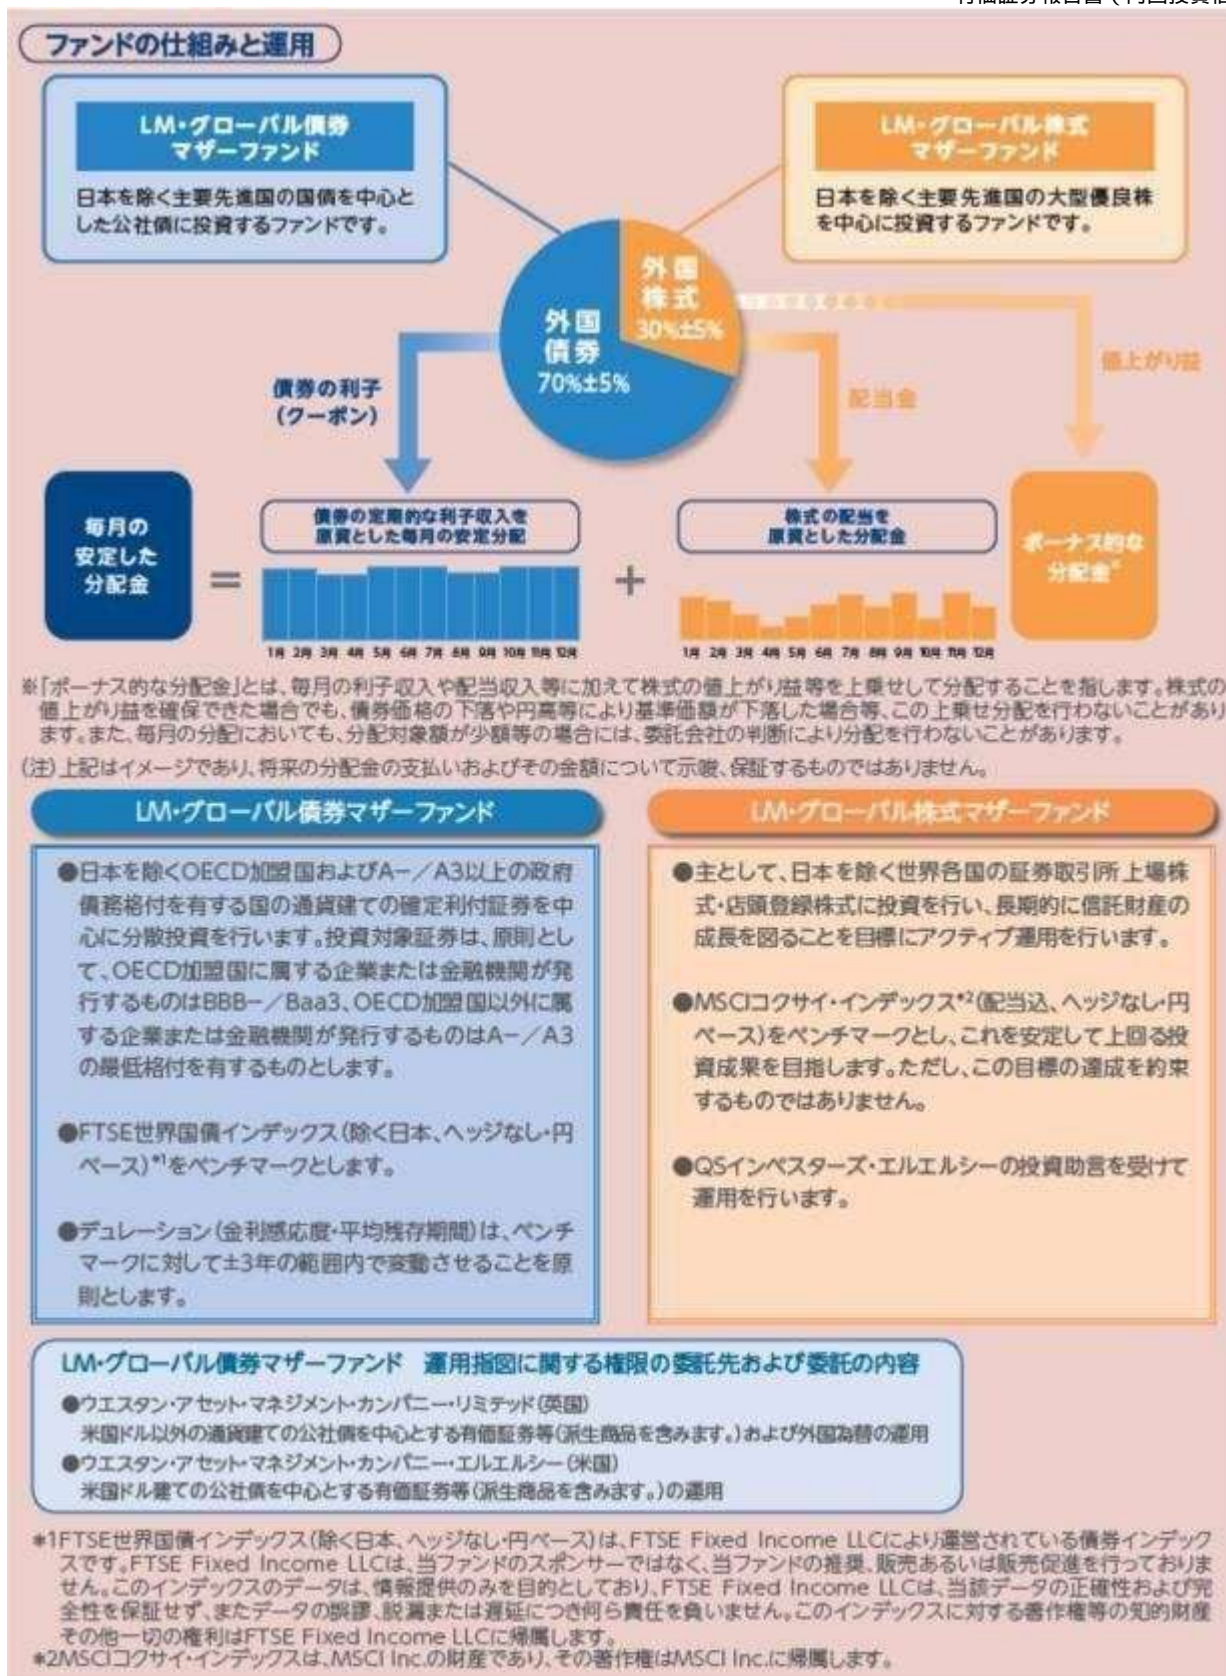 ファンドの仕組みと運用
LM・グローバル債券
マザーファンド
日本を除く主要先進国の国債を中心と
した公社債に投資するファンドです。
LM・グローバル株式
マザーファンド
日本を除く主要先進国の大型優良株
を中心に投資するファンドです。
外国
株式
30%±5%
外国
債券
70%±5%
債券の利子
(クーポン)
配当金
値上がり益
毎月の
安定した
分配金
=
債券の定期的な利子収入を
原資とした毎月の安定分配
1月 2月 3月 4月 5月 6月 7月 8月 9月 10月 11月 12月
+
株式の配当を
原資とした分配金
1月 2月 3月 4月 5月 6月 7月 8月 9月 10月 11月 12月
ボーナス的な
分配金※
※「ボーナス的な分配金」とは、毎月の利子収入や配当収入等に加えて株式の値上がり益等を上乗せして分配することを指します。株式の
値上がり益を確保できた場合でも、債券価格の下落や円高等により基準価額が下落した場合等、この上乗せ分配を行わないことがあり
ます。また、毎月の分配においても、分配対象額が少額等の場合には、委託会社の判断により分配を行わないことがあります。
(注)上記はイメージであり、将来の分配金の支払いおよびその金額について示唆、保証するものではありません。
LM・グローバル債券マザーファンド
●日本を除くOECD加盟国およびA-/A3以上の政府
債務格付を有する国の通貨建ての確定利付証券を中
心に分散投資を行います。投資対象証券は、原則とし
て、OECD加盟国に属する企業または金融機関が発
行するものはBBB-/Baa3、OECD加盟国以外に属
する企業または金融機関が発行するものはA-/A3
の最低格付を有するものとします。
●FTSE世界国債インデックス(除く日本、ヘッジなし・円
ベース)*1をベンチマークとします。
●デュレーション(金利感応度・平均残存期間)は、ベンチ
マークに対して±3年の範囲内で変動させることを原
則とします。
LM・グローバル株式マザーファンド
●主として、日本を除く世界各国の証券取引所上場株
式・店頭登録株式に投資を行い、長期的に信託財産の
成長を図ることを目標にアクティブ運用を行います。
●MSCIコクサイ・インデックス*2(配当込、ヘッジなし・円
ベース)をベンチマークとし、これを安定して上回る投
資成果を目指します。ただし、この目標の達成を約束
するものではありません。
●QSインベスターズ・エルエルシーの投資助言を受けて
運用を行います。
LM・グローバル債券マザーファンド 運用指図に関する権限の委託先および委託の内容
●ウエスタン・アセット・マネジメント・カンパニー・リミテッド(英国)
米国ドル以外の通貨建ての公社債を中心とする有価証券等(派生商品を含みます。)および外国為替の運用
●ウエスタン・アセット・マネジメント・カンパニー・エルエルシー(米国)
米国ドル建ての公社債を中心とする有価証券等(派生商品を含みます。)の運用
*1FTSE世界国債インデックス(除く日本、ヘッジなし・円ベース)は、FTSE Fixed Income LLCにより運営されている債券インデック
スです。FTSE Fixed Income LLCは、当ファンドのスポンサーではなく、当ファンドの推奨、販売あるいは販売促進を行っておりま
せん。このインデックスのデータは、情報提供のみを目的としており、FTSE Fixed Income LLCは、当該データの正確性および完
全性を保証せず、またデータの誤謬、脱漏または遅延につき何ら責任を負いません。このインデックスに対する著作権等の知的財産
その他一切の権利はFTSE Fixed Income LLCに帰属します。
*2MSCIコクサイ・インデックスは、MSCI Inc.の財産であり、その著作権はMSCI Inc.に帰属します。